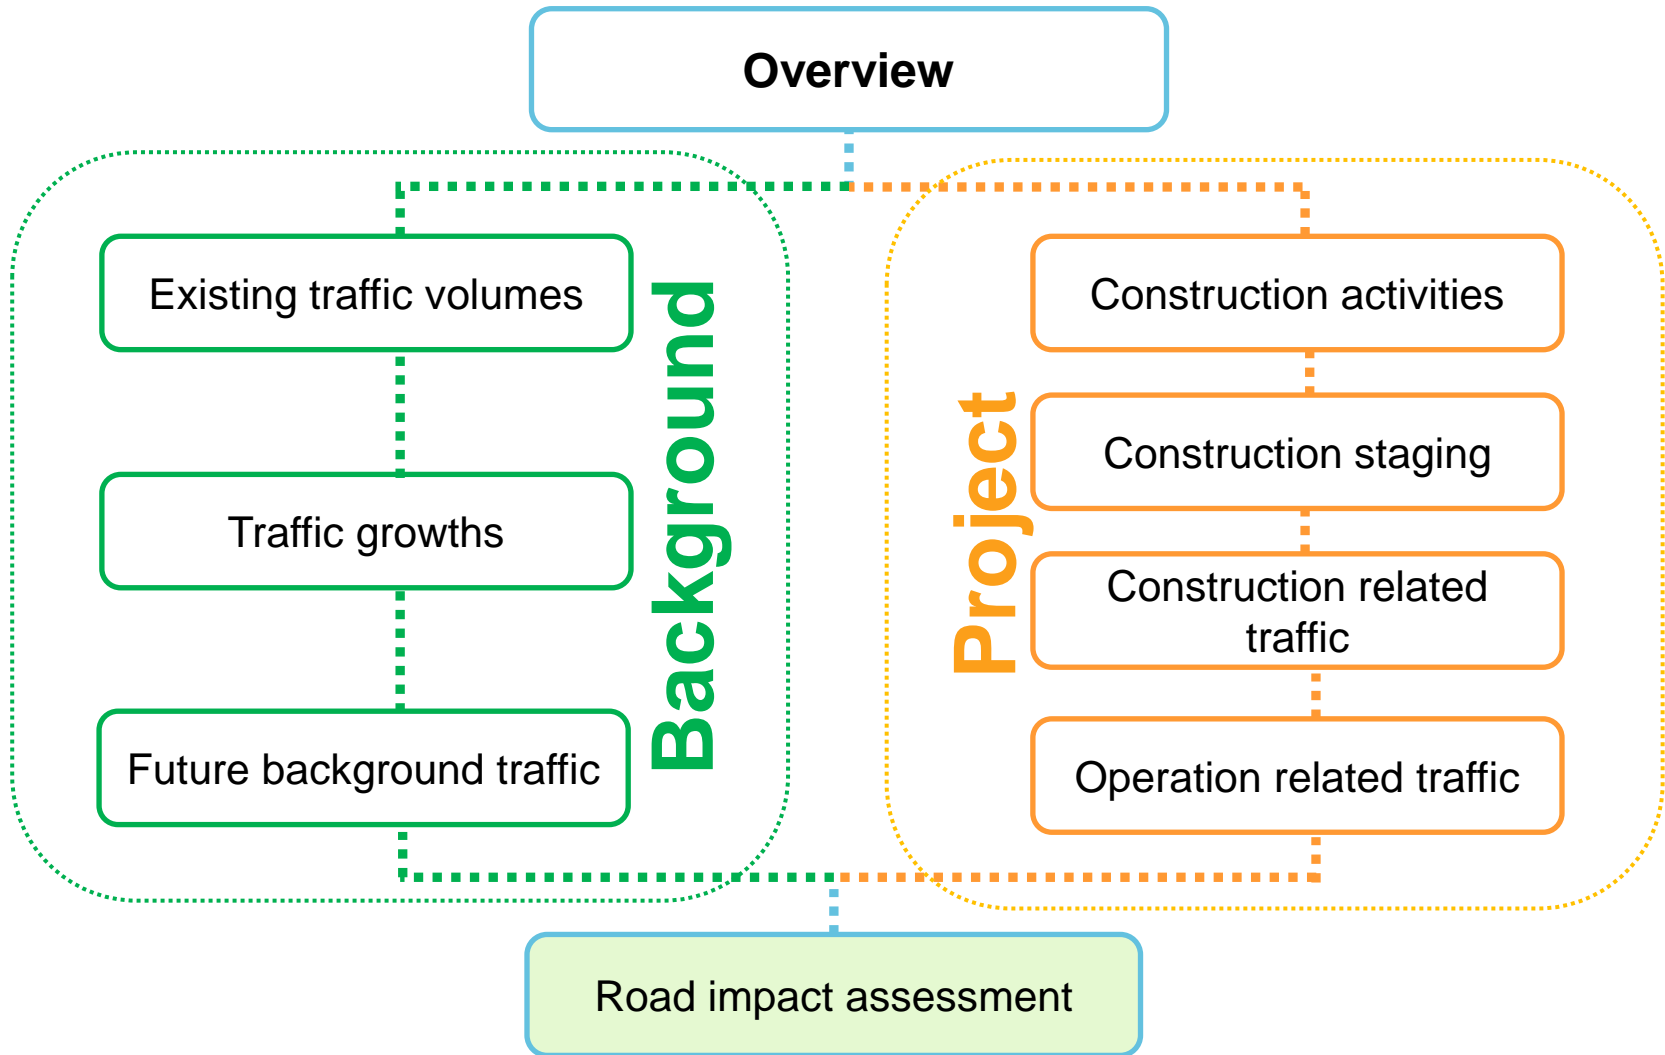 Overview
Existing traffic volumes
Traffic growths
Future background traffic
Background
Project
Construction activities
Construction staging
Construction related
traffic
Operation related traffic
Road impact assessment